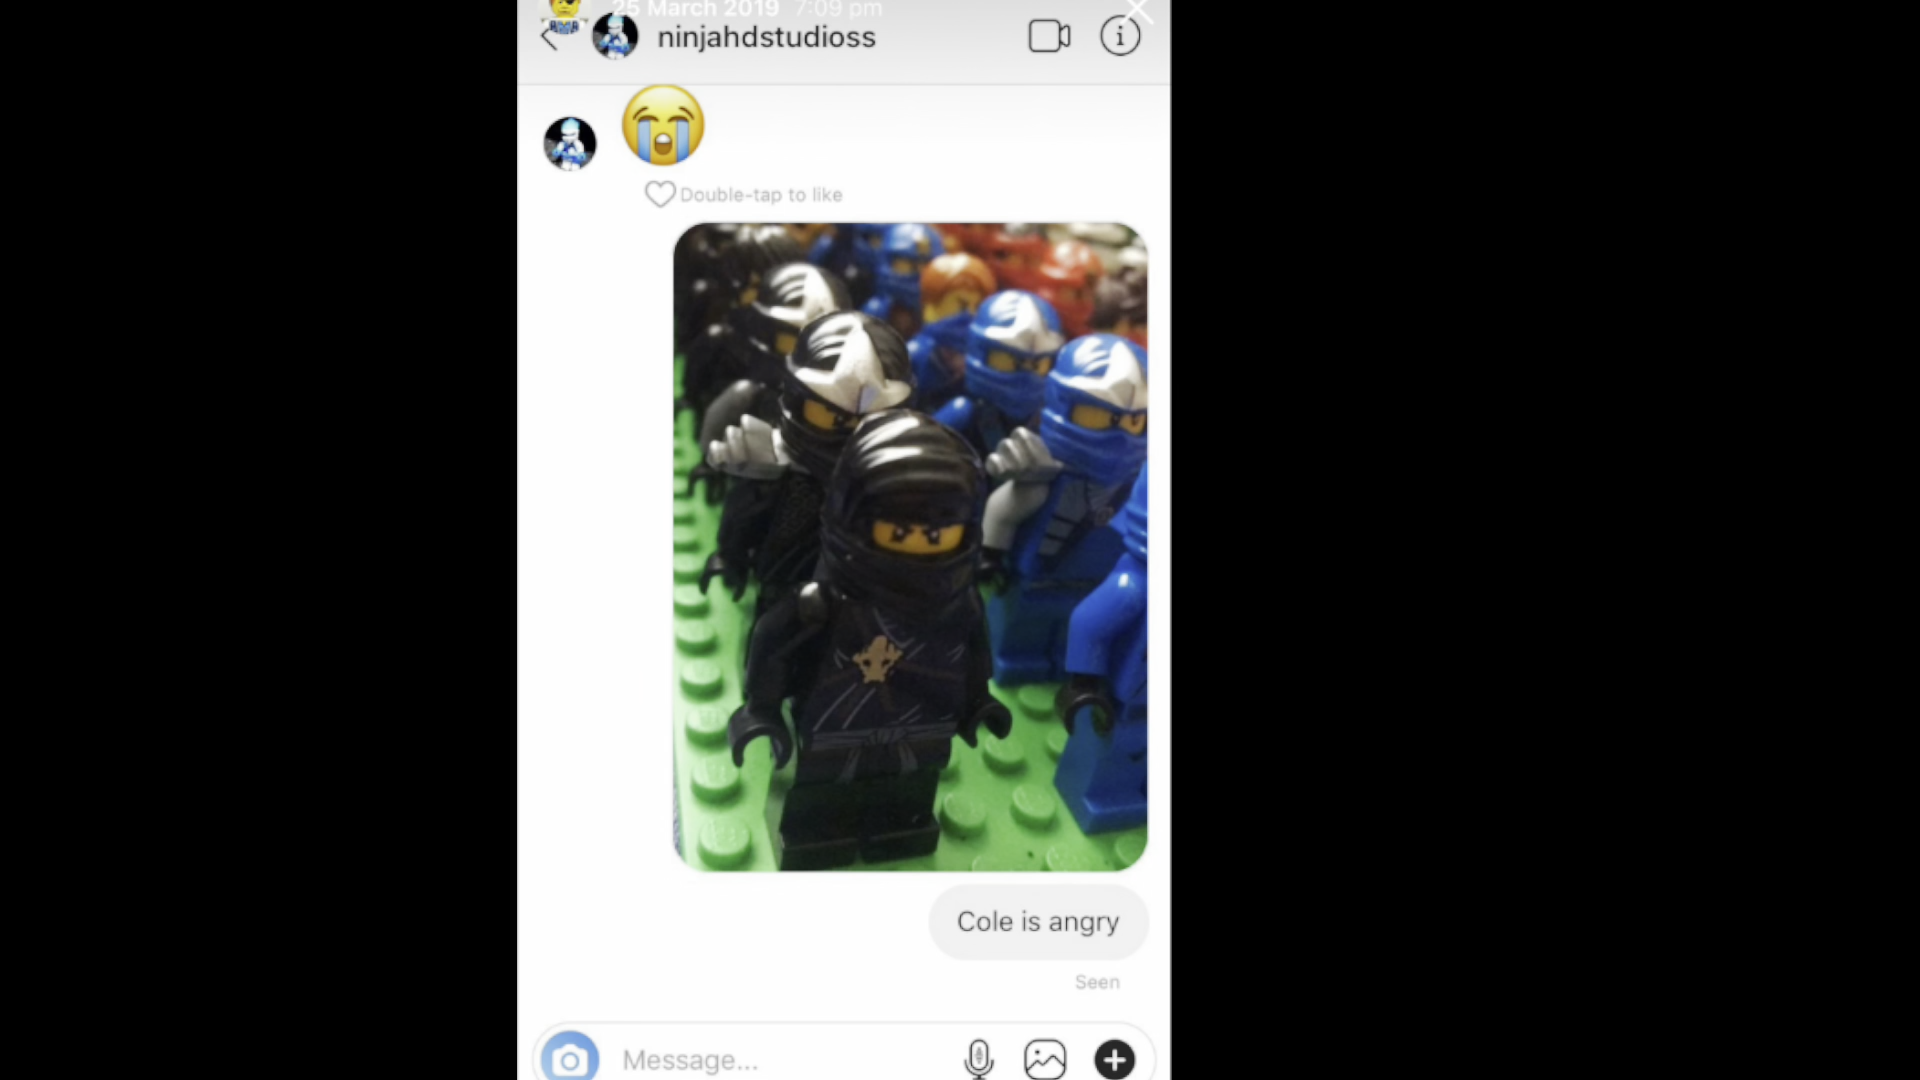 25 March 2019 7:09 pm
ninjahdstudioss
Double-tap to like
Cole is angry
Seen
Message...